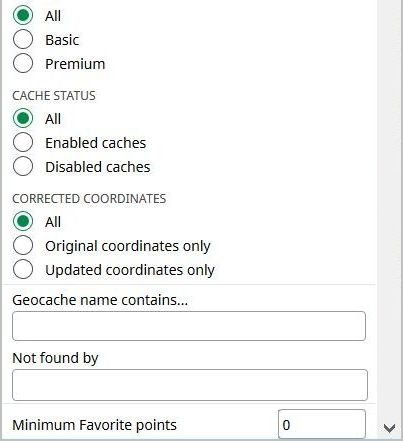 All
Basic
Premium
CACHE STATUS
All
Enabled caches
Disabled caches
CORRECTED COORDINATES
All
Original coordinates only
Updated coordinates only
Geocache name contains...
Not found by
Minimum Favorite points 0